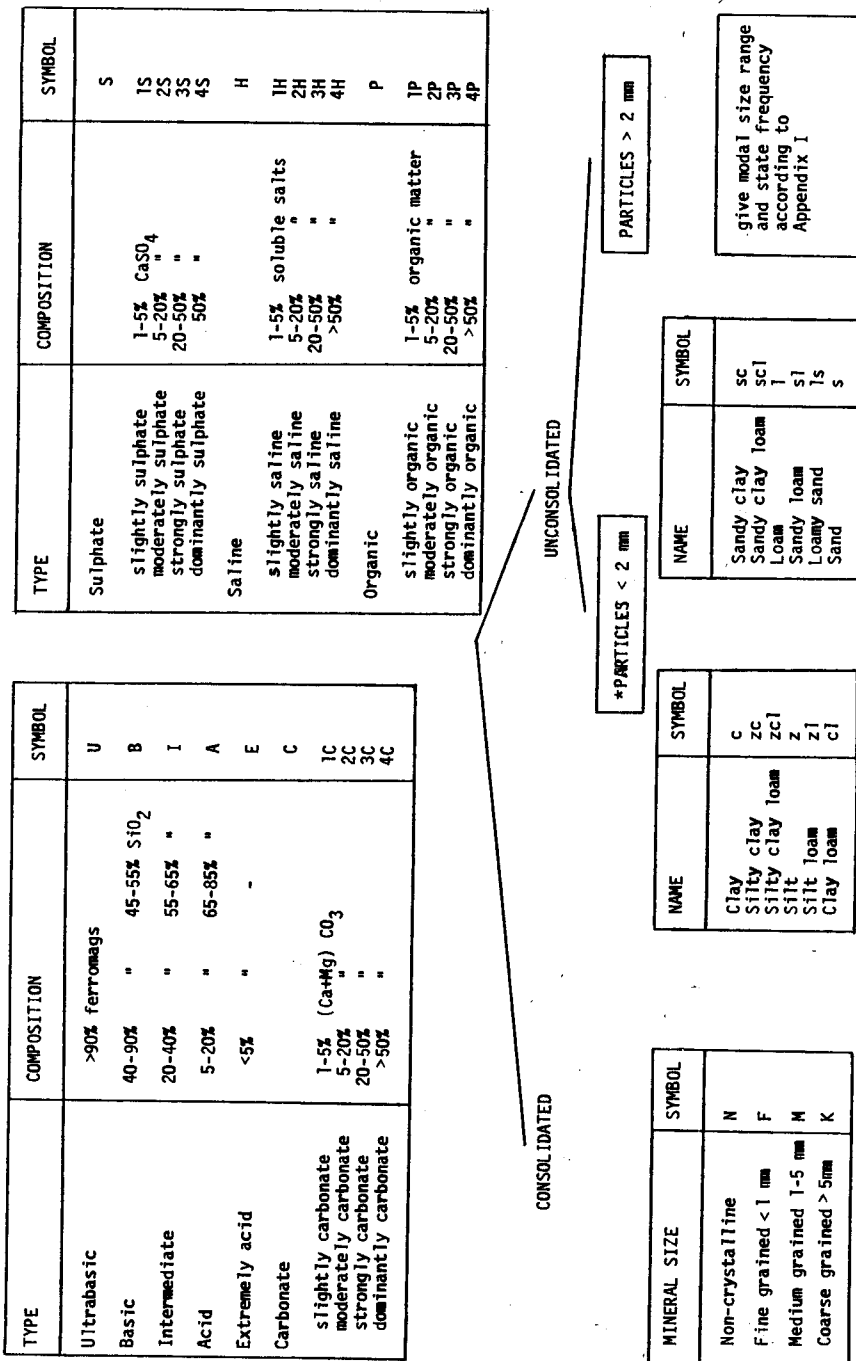 TYPE COMPOSITION SYMBOL
Ultrabasic >90% ferromags U
Basic 40-90% " 45-55% SiO2 B
Intermediate 20-40% " 55-65% " I
Acid 5-20% " 65-85% " A
Extremely acid <5% " - E
Carbonate C
slightly carbonate 1-5% (Ca+Mg) CO3 1C
moderately carbonate 5-20% " 2C
strongly carbonate 20-50% " 3C
dominantly carbonate >50% " 4C
TYPE COMPOSITION SYMBOL
Sulphate S
slightly sulphate 1-5% CaSO4 1S
moderately sulphate 5-20% " 2S
strongly sulphate 20-50% " 3S
dominantly sulphate 50% " 4S
Saline H
slightly saline 1-5% soluble salts 1H
moderately saline 5-20% " 2H
strongly saline 20-50% " 3H
dominantly saline >50% " 4H
Organic P
slightly organic 1-5% organic matter 1P
moderately organic 5-20% " 2P
strongly organic 20-50% " 3P
dominantly organic >50% " 4P
CONSOLIDATED
UNCONSOLIDATED
*PARTICLES < 2 mm
PARTICLES > 2 mm
MINERAL SIZE SYMBOL
Non-crystalline N
Fine grained <1 mm F
Medium grained 1-5 mm M
Coarse grained >5mm K
NAME SYMBOL
Clay c
Silty clay zc
Silty clay loam zcl
Silt z
Silt loam zl
Clay loam cl
NAME SYMBOL
Sandy clay sc
Sandy clay loam scl
Loam l
Sandy loam sl
Loamy sand ls
Sand s
give modal size range
and state frequency
according to
Appendix I